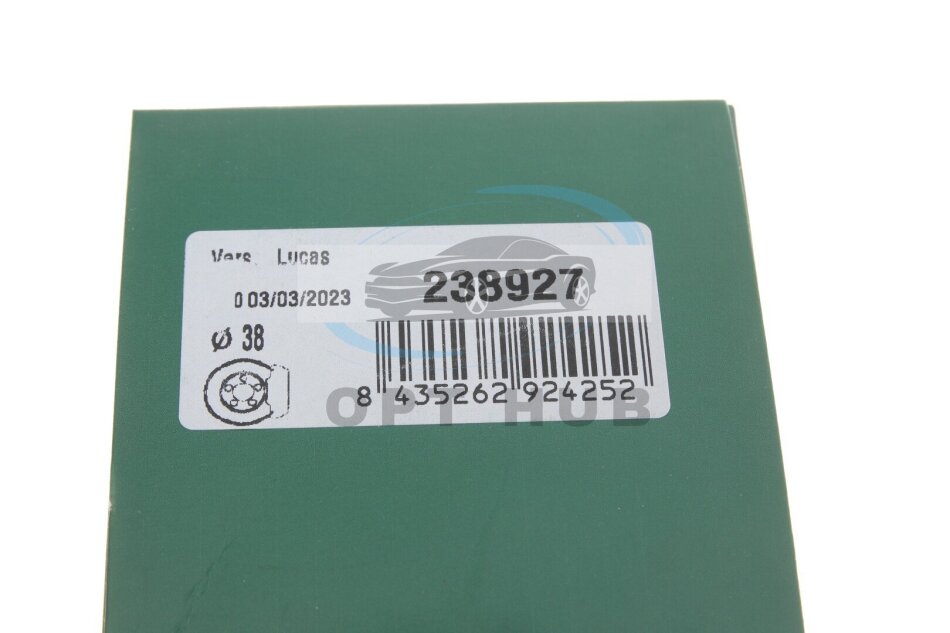 Vers. Lucas
0 03/03/2023
238927
Ø 38
8 435262 924252
OPT HUB